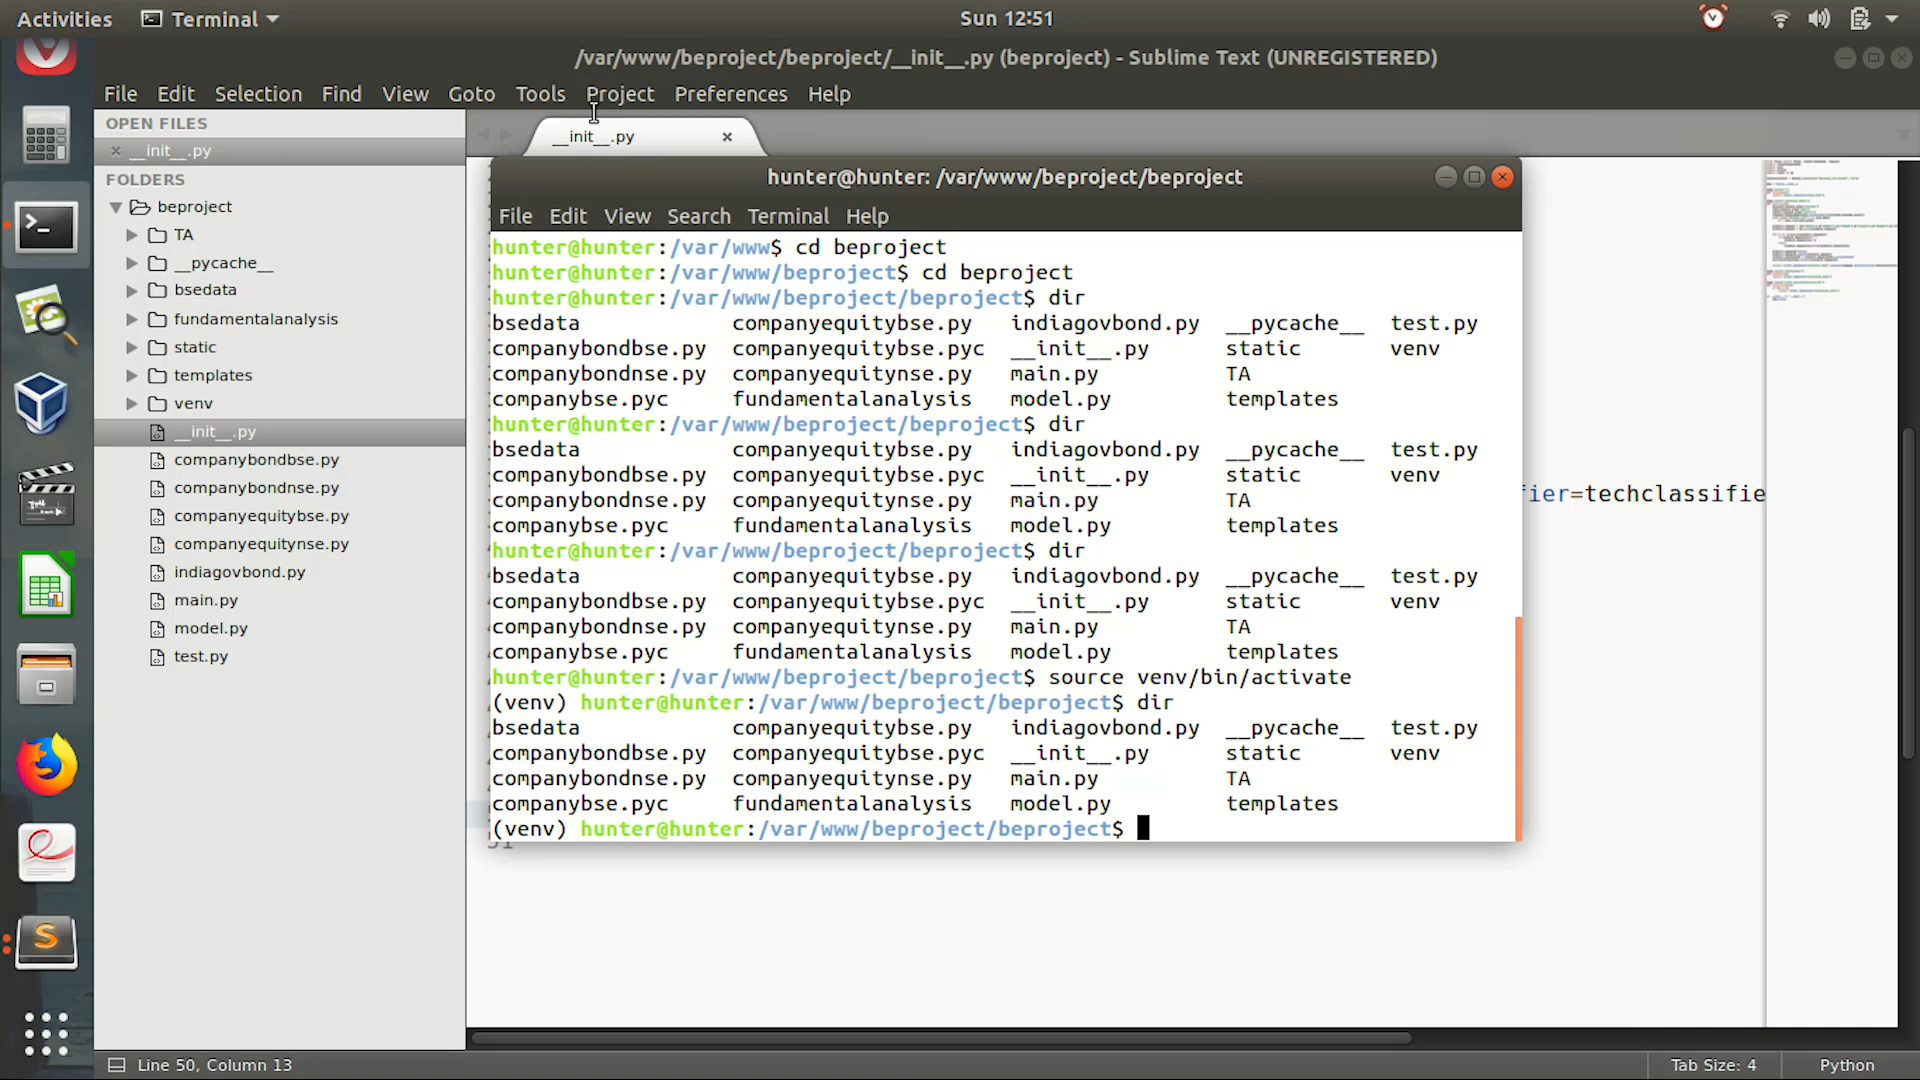 Activities Terminal Sun 12:51
/var/www/beproject/beproject/__init__.py (beproject) - Sublime Text (UNREGISTERED)
File Edit Selection Find View Goto Tools Project Preferences Help
OPEN FILES
__init__.py
__init__.py
FOLDERS
beproject
TA
__pycache__
bsedata
fundamentalanalysis
static
templates
venv
__init__.py
companybondbse.py
companybondnse.py
companyequitybse.py
companyequitynse.py
indiagovbond.py
main.py
model.py
test.py
hunter@hunter: /var/www/beproject/beproject
File Edit View Search Terminal Help
hunter@hunter:/var/www$ cd beproject
hunter@hunter:/var/www/beproject$ cd beproject
hunter@hunter:/var/www/beproject/beproject$ dir
bsedata companyequitybse.py indiagovbond.py __pycache__ test.py
companybondbse.py companyequitybse.pyc __init__.py static venv
companybondnse.py companyequitynse.py main.py TA
companybse.pyc fundamentalanalysis model.py templates
hunter@hunter:/var/www/beproject/beproject$ dir
bsedata companyequitybse.py indiagovbond.py __pycache__ test.py
companybondbse.py companyequitybse.pyc __init__.py static venv
companybondnse.py companyequitynse.py main.py TA
companybse.pyc fundamentalanalysis model.py templates
hunter@hunter:/var/www/beproject/beproject$ dir
bsedata companyequitybse.py indiagovbond.py __pycache__ test.py
companybondbse.py companyequitybse.pyc __init__.py static venv
companybondnse.py companyequitynse.py main.py TA
companybse.pyc fundamentalanalysis model.py templates
hunter@hunter:/var/www/beproject/beproject$ source venv/bin/activate
(venv) hunter@hunter:/var/www/beproject/beproject$ dir
bsedata companyequitybse.py indiagovbond.py __pycache__ test.py
companybondbse.py companyequitybse.pyc __init__.py static venv
companybondnse.py companyequitynse.py main.py TA
companybse.pyc fundamentalanalysis model.py templates
(venv) hunter@hunter:/var/www/beproject/beproject$
fier=techclassifie
51
Line 50, Column 13 Tab Size: 4 Python